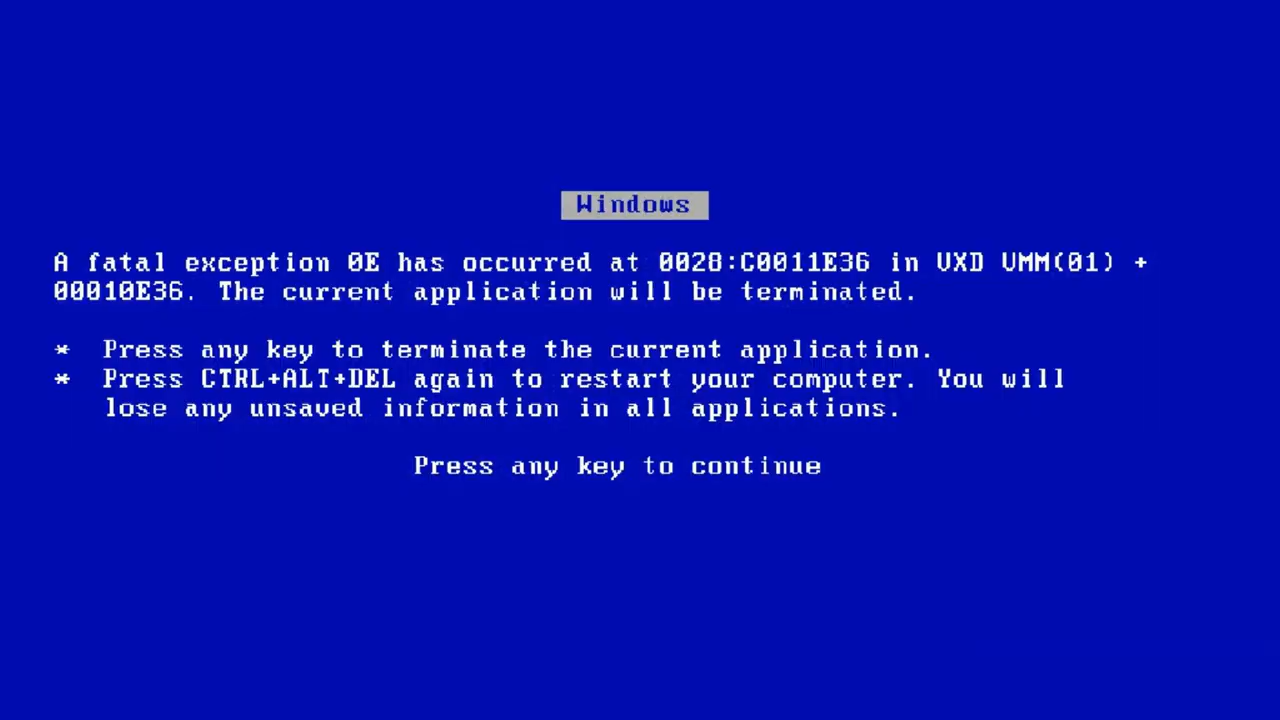 Windows
A fatal exception 0E has occurred at 0028:C0011E36 in VXD VMM(01) +
00010E36. The current application will be terminated.
* Press any key to terminate the current application.
* Press CTRL+ALT+DEL again to restart your computer. You will
lose any unsaved information in all applications.
Press any key to continue